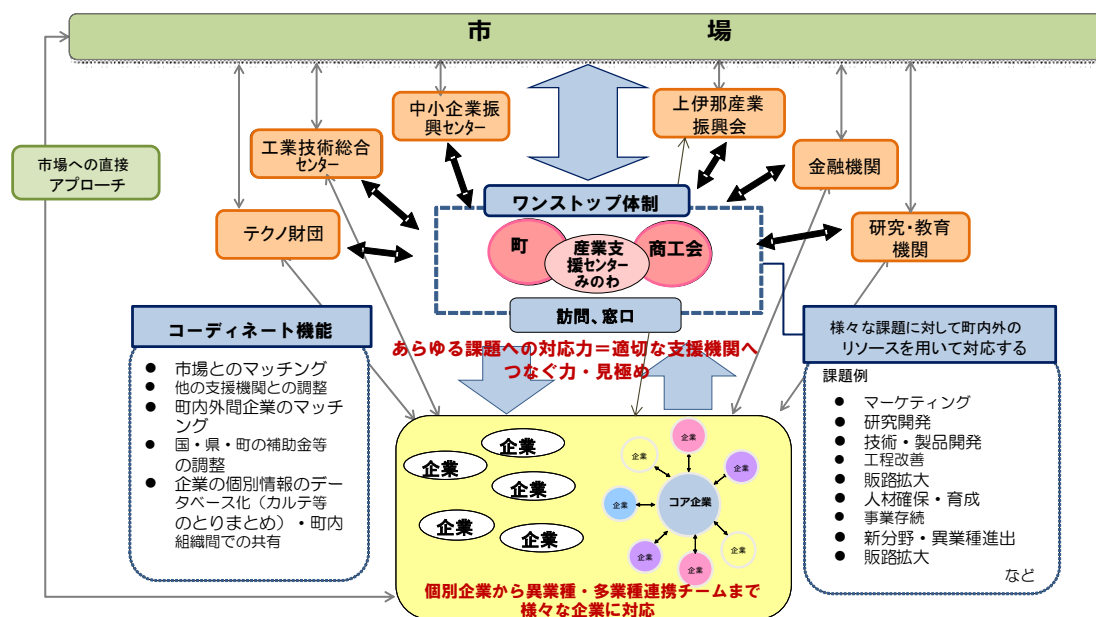 市　　場
中小企業振
興センター
上伊那産業
振興会
工業技術総合
センター
金融機関
市場への直接
アプローチ
ワンストップ体制
テクノ財団
町
産業支
援センター
みのわ
商工会
研究・教育
機関
訪問、窓口
コーディネート機能
● 市場とのマッチング
● 他の支援機関との調整
● 町内外間企業のマッチ
ング
● 国・県・町の補助金等
の調整
● 企業の個別情報のデー
タベース化（カルテ等
のとりまとめ）・町内
組織間での共有
あらゆる課題への対応力＝適切な支援機関へ
つなぐ力・見極め
様々な課題に対して町内外の
リソースを用いて対応する
課題例
● マーケティング
● 研究開発
● 技術・製品開発
● 工程改善
● 販路拡大
● 人材確保・育成
● 事業存続
● 新分野・異業種進出
● 販路拡大
など
企業
企業
企業
企業
企業
企業
企業
企業
企業
コア企業
企業
企業
企業
企業
企業
個別企業から異業種・多業種連携チームまで
様々な企業に対応